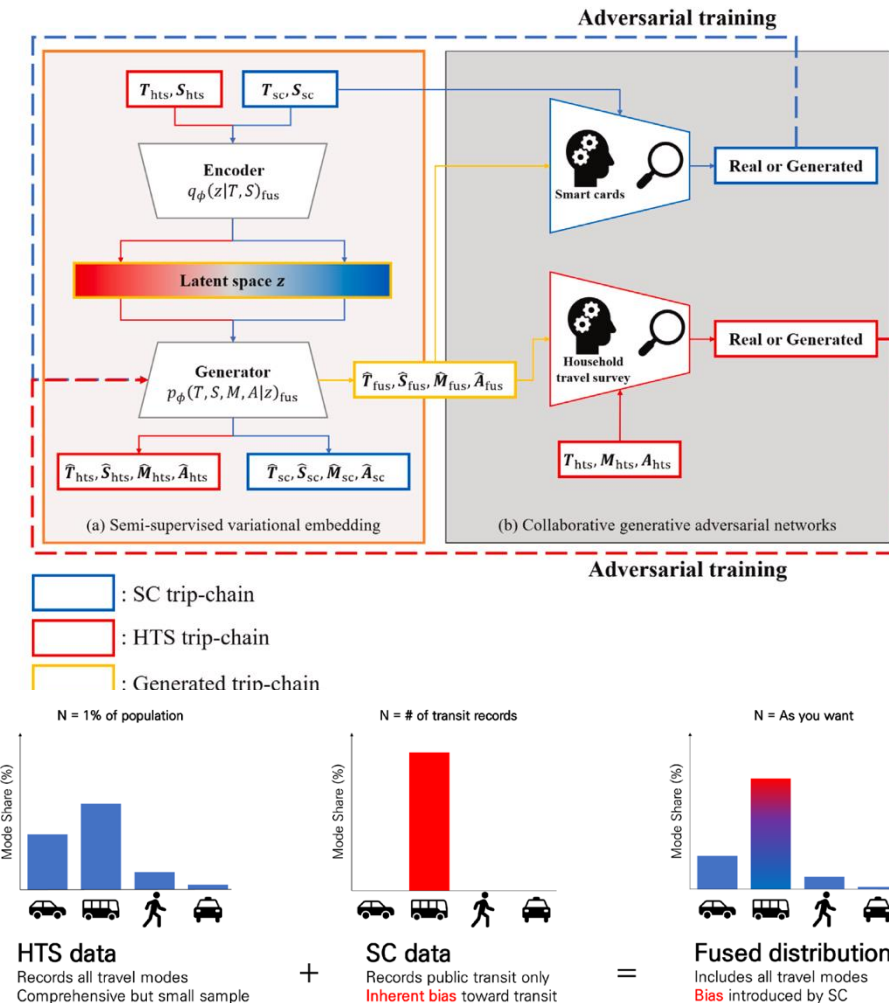 Adversarial training
T_hts, S_hts
T_sc, S_sc
Encoder
q_ϕ(z|T, S)_fus
Latent space z
Generator
p_ϕ(T, S, M, A|z)_fus
T̂_fus, Ŝ_fus, M̂_fus, Â_fus
T̂_hts, Ŝ_hts, M̂_hts, Â_hts
T̂_sc, Ŝ_sc, M̂_sc, Â_sc
(a) Semi-supervised variational embedding
Smart cards
Real or Generated
Household
travel survey
Real or Generated
T_hts, M_hts, A_hts
(b) Collaborative generative adversarial networks
Adversarial training
: SC trip-chain
: HTS trip-chain
: Generated trip-chain
N = 1% of population
Mode Share (%)
HTS data
Records all travel modes
Comprehensive but small sample
+
N = # of transit records
Mode Share (%)
SC data
Records public transit only
Inherent bias toward transit
=
N = As you want
Mode Share (%)
Fused distribution
Includes all travel modes
Bias introduced by SC